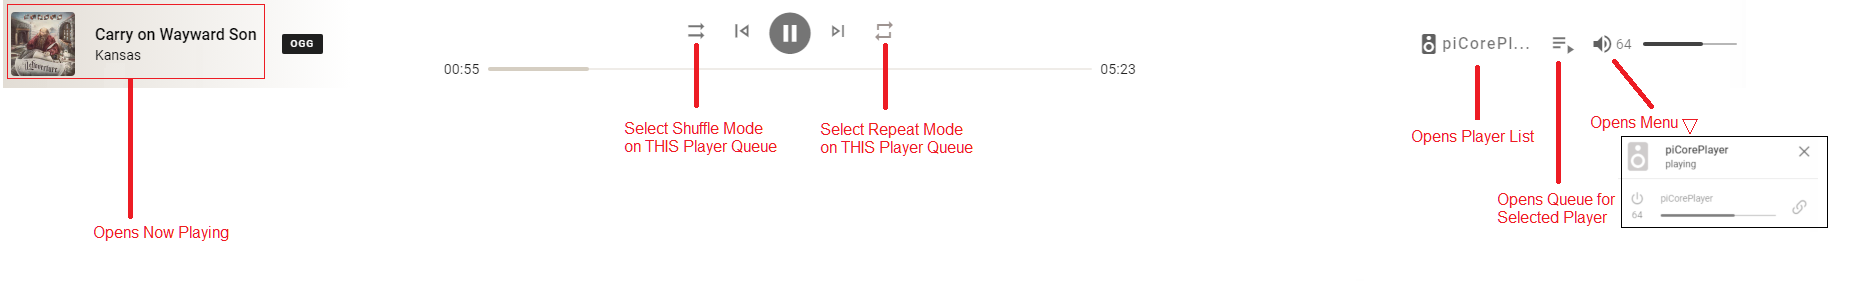 Carry on Wayward Son
Kansas
OGG
00:55
05:23
piCorePl...
64
Select Shuffle Mode
on THIS Player Queue
Select Repeat Mode
on THIS Player Queue
Opens Player List
Opens Menu
piCorePlayer
playing
piCorePlayer
64
Opens Queue for
Selected Player
Opens Now Playing